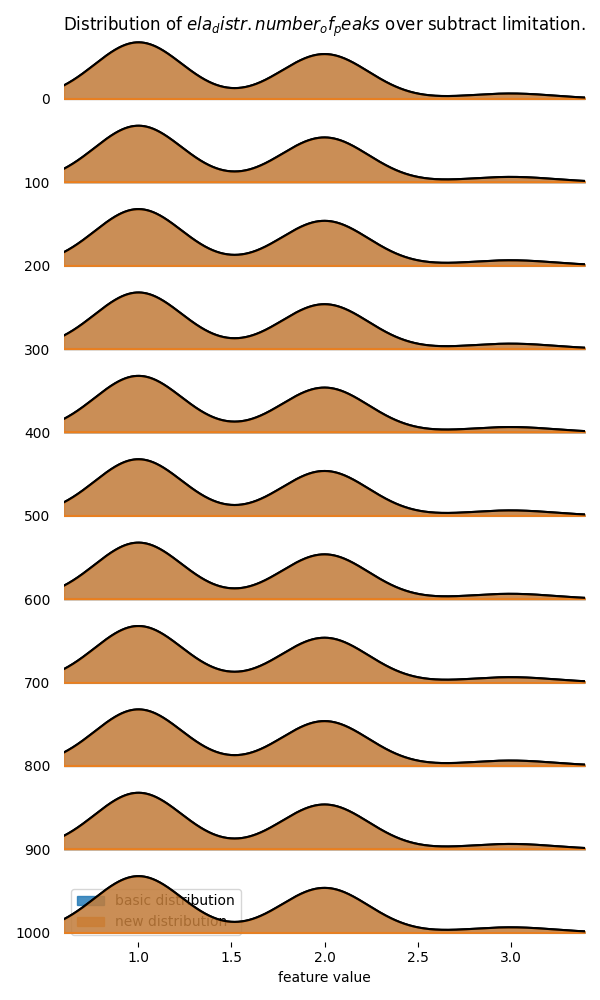 Distribution of ela_distr.number_of_peaks over subtract limitation.
0
100
200
300
400
500
600
700
800
900
basic distribution
new distribution
1000
1.0 1.5 2.0 2.5 3.0
feature value